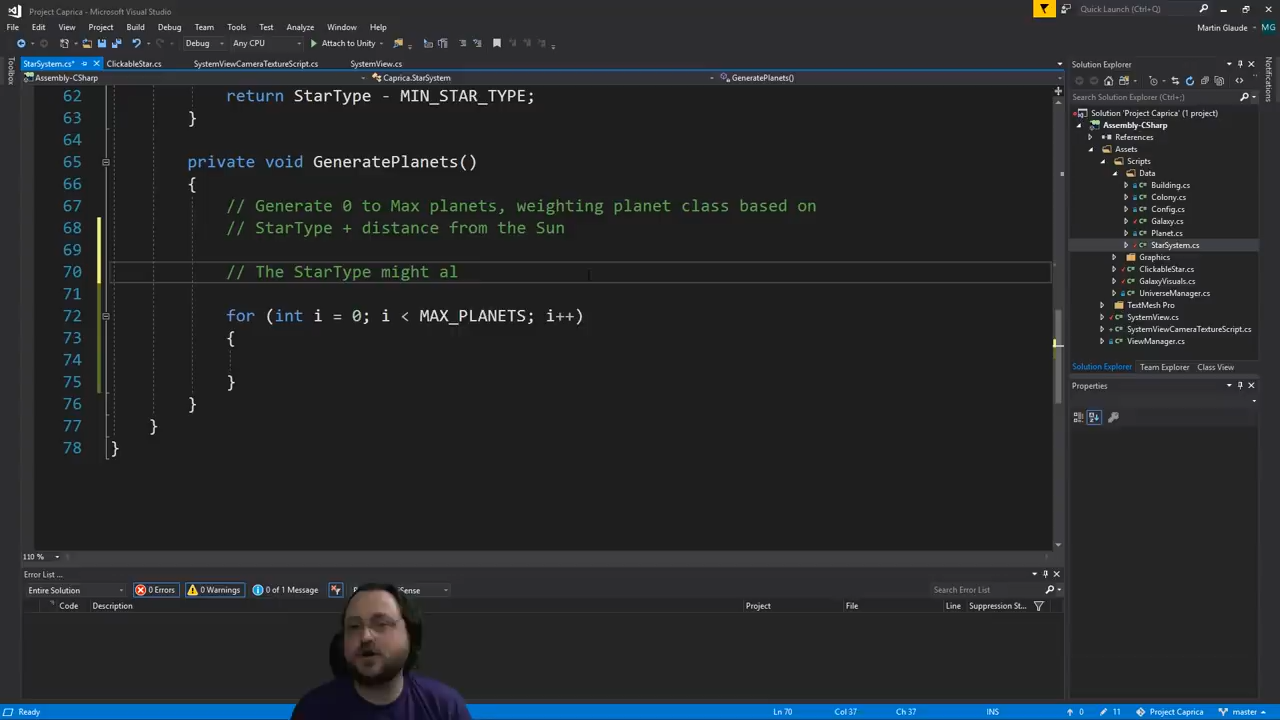 Project Caprica - Microsoft Visual Studio
Quick Launch (Ctrl+Q)
File Edit View Project Build Debug Team Tools Test Analyze Window Help
Martin Glaude MG
Debug Any CPU Attach to Unity
Toolbox
StarSystem.cs* ClickableStar.cs SystemViewCameraTextureScript.cs SystemView.cs
Assembly-CSharp Caprica.StarSystem GeneratePlanets()
62 return StarType - MIN_STAR_TYPE;
63 }
64
65 private void GeneratePlanets()
66 {
67 // Generate 0 to Max planets, weighting planet class based on
68 // StarType + distance from the Sun
69
70 // The StarType might al
71
72 for (int i = 0; i < MAX_PLANETS; i++)
73 {
74
75 }
76 }
77 }
78 }
110 %
Solution Explorer
Search Solution Explorer (Ctrl+;)
Solution 'Project Caprica' (1 project)
Assembly-CSharp
References
Assets
Scripts
Data
Building.cs
Colony.cs
Config.cs
Galaxy.cs
Planet.cs
StarSystem.cs
Graphics
ClickableStar.cs
GalaxyVisuals.cs
UniverseManager.cs
TextMesh Pro
SystemView.cs
SystemViewCameraTextureScript.cs
ViewManager.cs
Solution Explorer Team Explorer Class View
Properties
Notifications
Error List ...
Entire Solution 0 Errors 0 Warnings 0 of 1 Message
Search Error List
Code Description Project File Line Suppression St...
Ready Ln 70 Col 37 Ch 37 INS 0 11 Project Caprica master